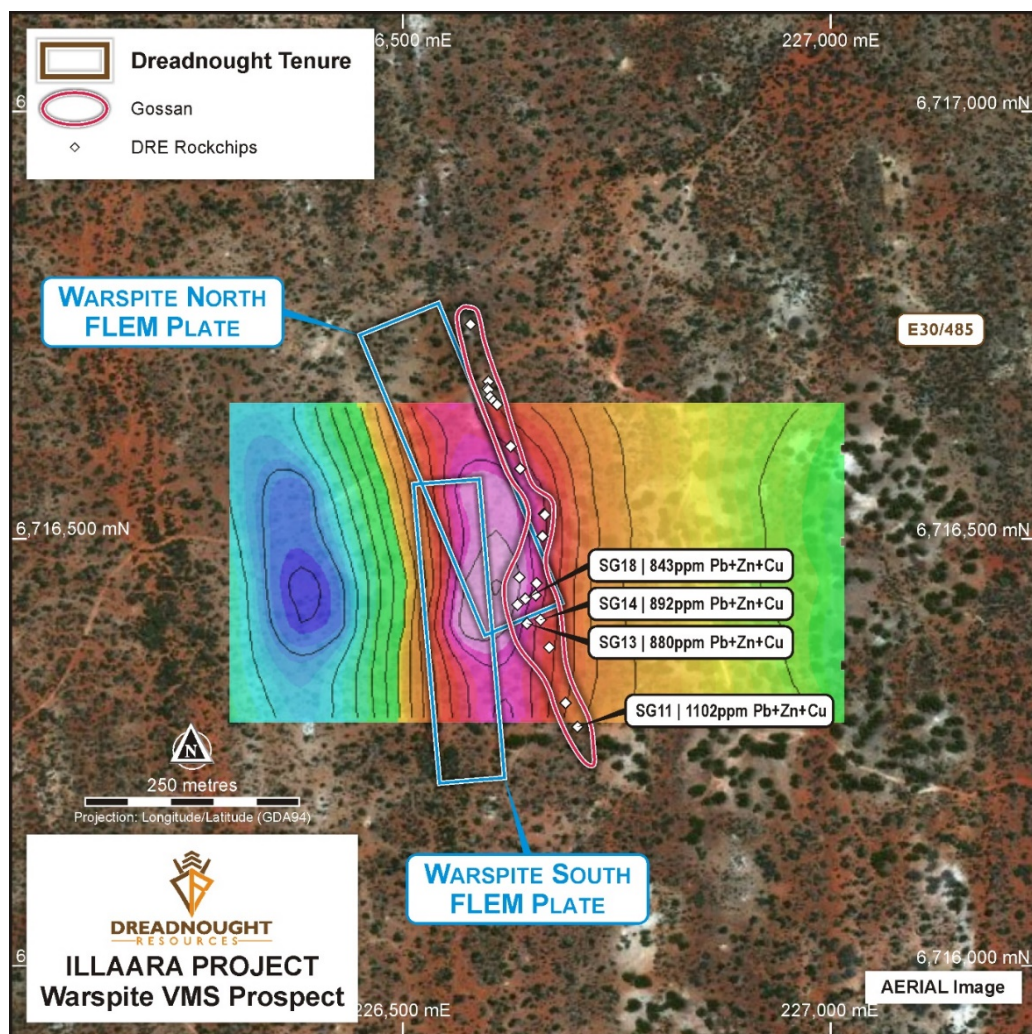 6,500 mE
227,000 mE
Dreadnought Tenure
Gossan
DRE Rockchips
6
6,717,000 mN
WARSPITE NORTH
FLEM PLATE
E30/485
6,716,500 mN
6,716,500 mN
SG18 | 843ppm Pb+Zn+Cu
SG14 | 892ppm Pb+Zn+Cu
SG13 | 880ppm Pb+Zn+Cu
SG11 | 1102ppm Pb+Zn+Cu
N
250 metres
Projection: Longitude/Latitude (GDA94)
WARSPITE SOUTH
FLEM PLATE
DREADNOUGHT
RESOURCES
ILLAARA PROJECT
Warspite VMS Prospect
6,716,000 mN
AERIAL Image
226,500 mE
227,000 mE